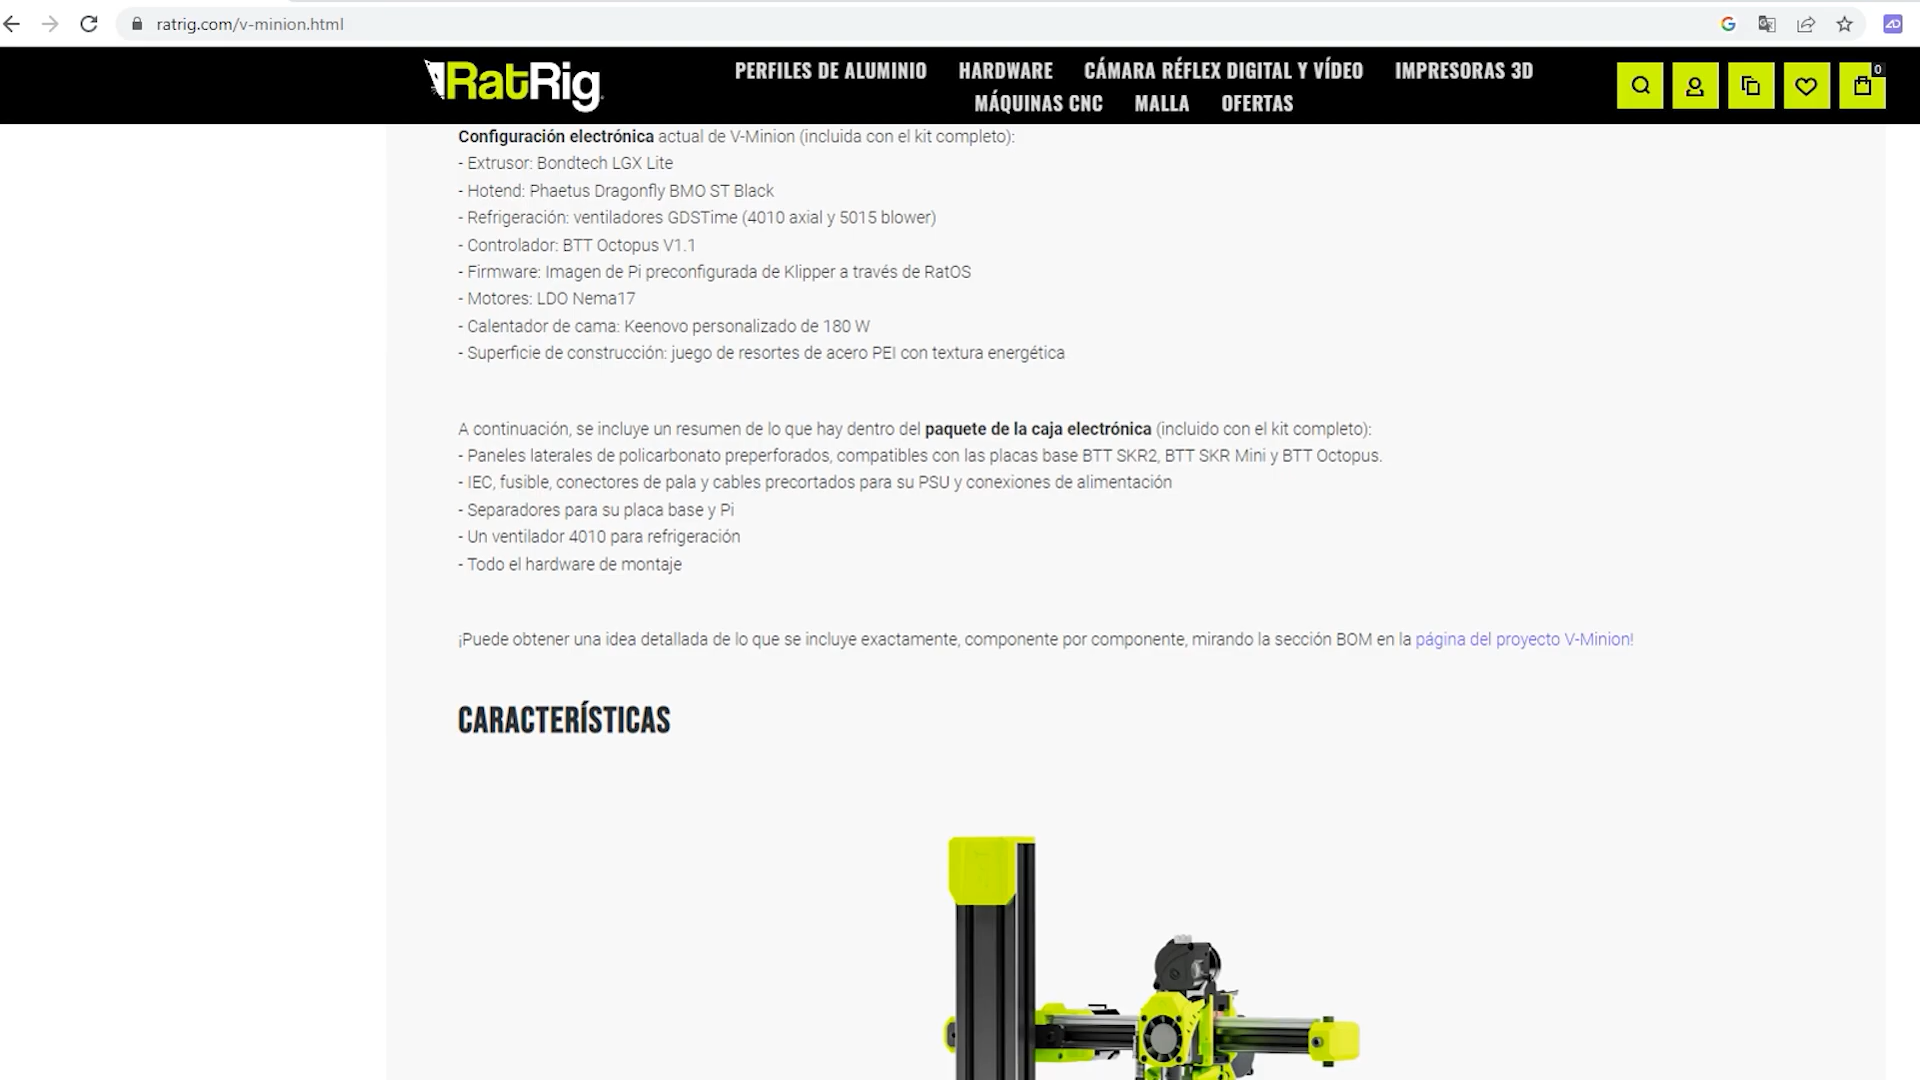 ratrig.com/v-minion.html
RatRig
PERFILES DE ALUMINIO HARDWARE CÁMARA RÉFLEX DIGITAL Y VÍDEO IMPRESORAS 3D
MÁQUINAS CNC MALLA OFERTAS
0
Configuración electrónica actual de V-Minion (incluida con el kit completo):
- Extrusor: Bondtech LGX Lite
- Hotend: Phaetus Dragonfly BMO ST Black
- Refrigeración: ventiladores GDSTime (4010 axial y 5015 blower)
- Controlador: BTT Octopus V1.1
- Firmware: Imagen de Pi preconfigurada de Klipper a través de RatOS
- Motores: LDO Nema17
- Calentador de cama: Keenovo personalizado de 180 W
- Superficie de construcción: juego de resortes de acero PEI con textura energética
A continuación, se incluye un resumen de lo que hay dentro del paquete de la caja electrónica (incluido con el kit completo):
- Paneles laterales de policarbonato preperforados, compatibles con las placas base BTT SKR2, BTT SKR Mini y BTT Octopus.
- IEC, fusible, conectores de pala y cables precortados para su PSU y conexiones de alimentación
- Separadores para su placa base y Pi
- Un ventilador 4010 para refrigeración
- Todo el hardware de montaje
¡Puede obtener una idea detallada de lo que se incluye exactamente, componente por componente, mirando la sección BOM en la página del proyecto V-Minion!
CARACTERÍSTICAS